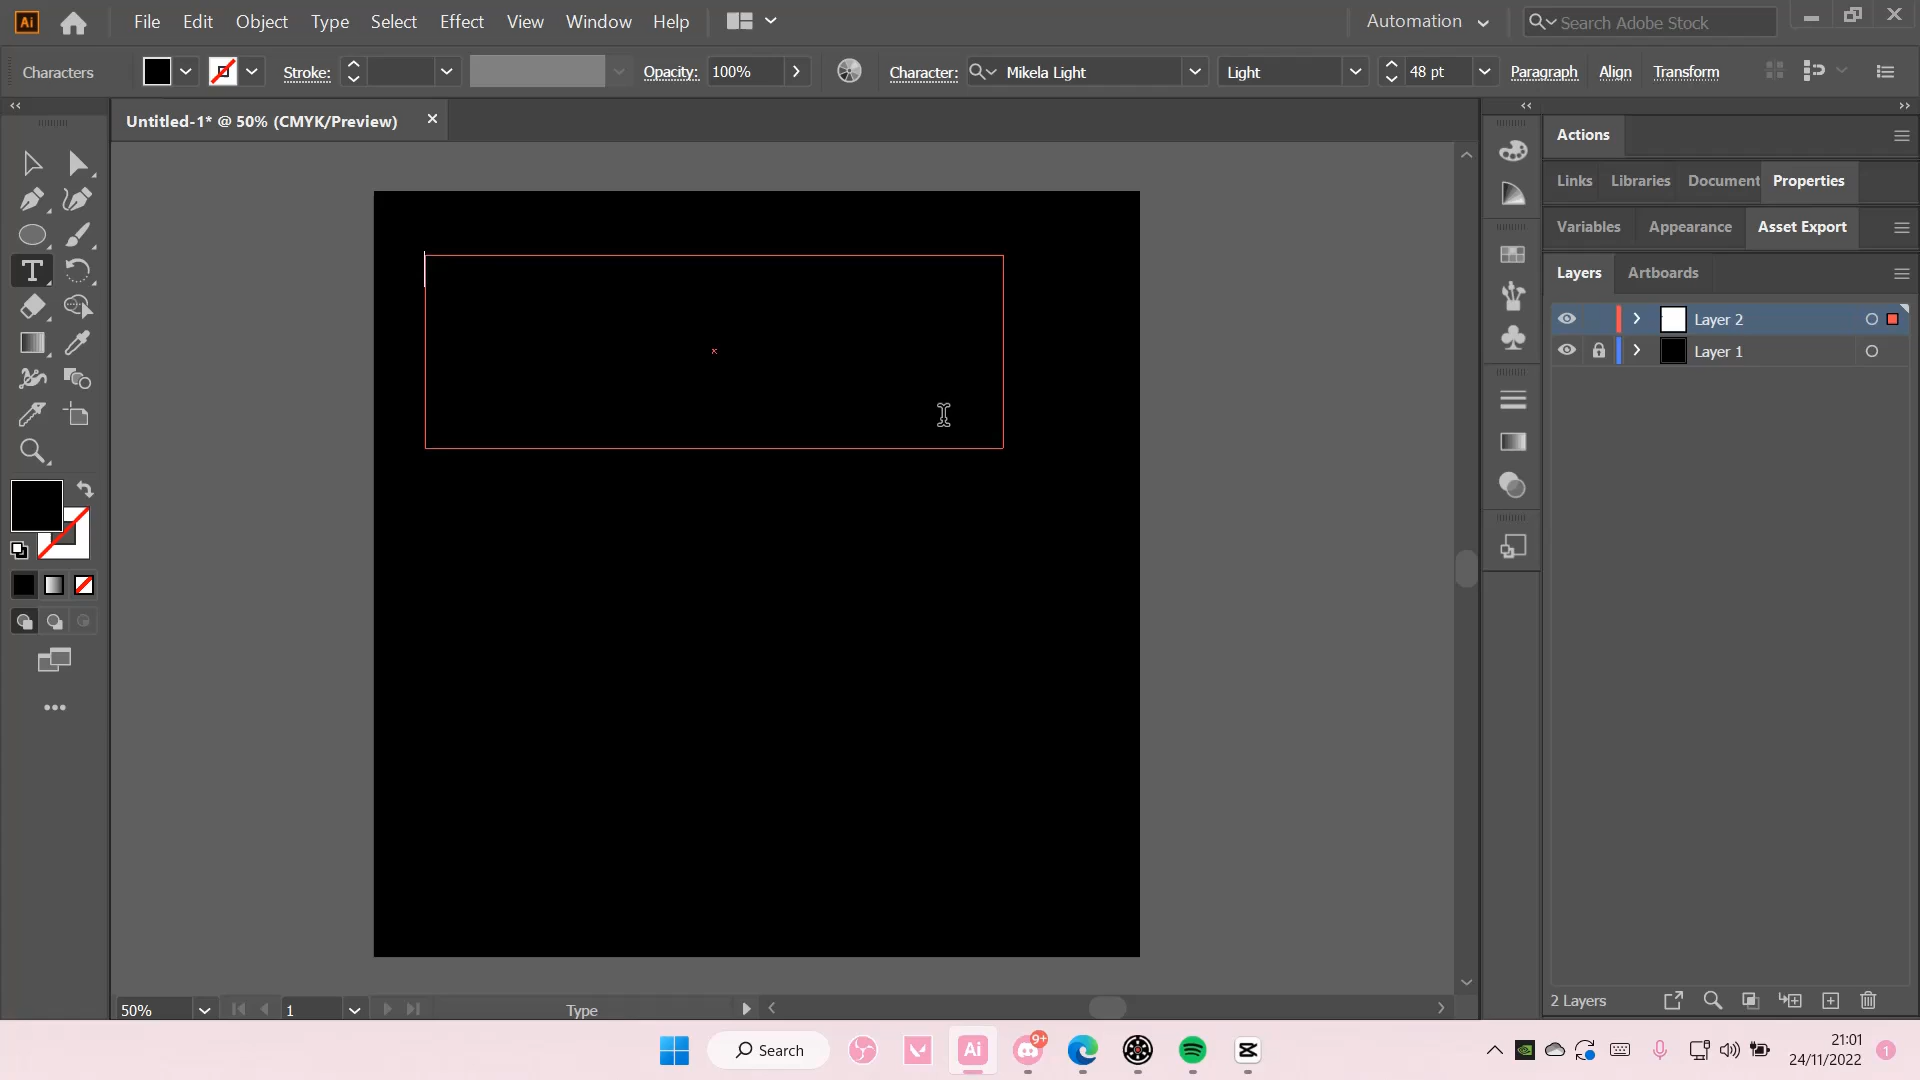 Ai File Edit Object Type Select Effect View Window Help Automation Search Adobe Stock
Characters Stroke: Opacity: 100% Character: Mikela Light Light 48 pt Paragraph Align Transform
Untitled-1* @ 50% (CMYK/Preview)
Actions
Links Libraries Document Properties
Variables Appearance Asset Export
Layers Artboards
Layer 2
Layer 1
2 Layers
50% 1 Type
Search Ai 9+ 21:01 1
24/11/2022